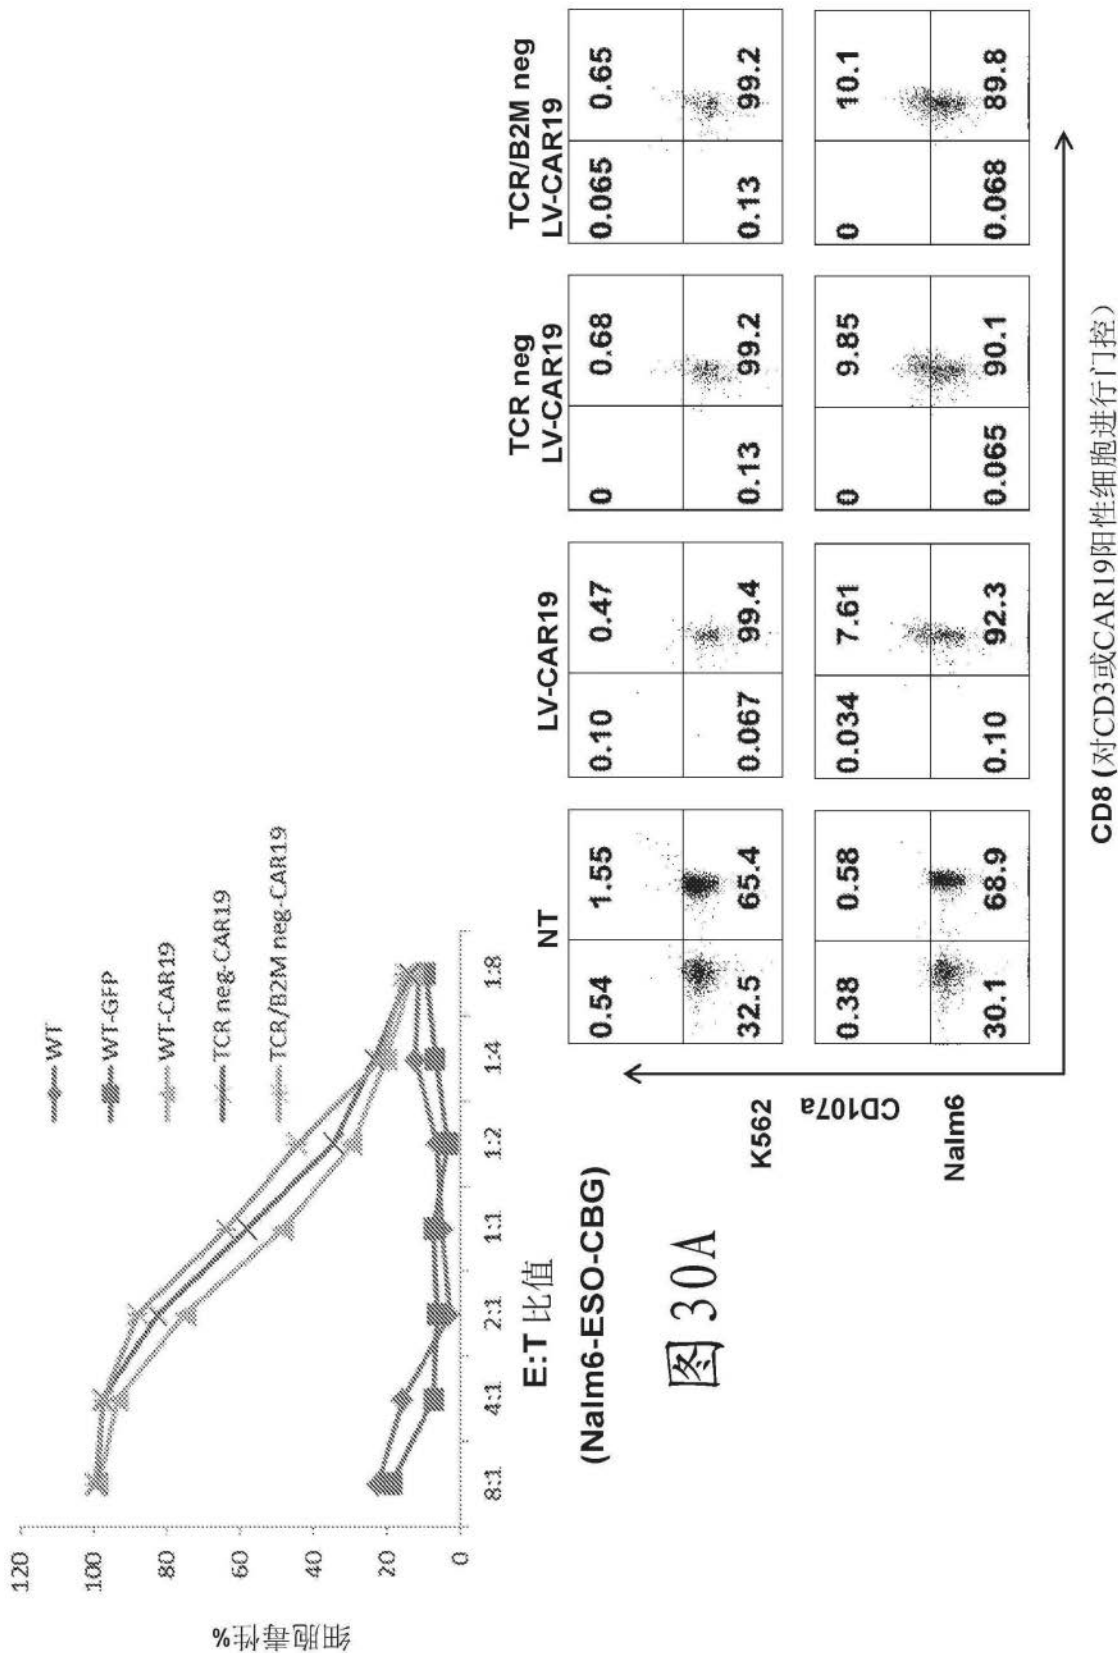 细胞毒性%
120
100
80
60
40
20
0
8:1
4:1
2:1
1:1
1:2
1:4
1:8
E:T 比值
(Nalm6-ESO-CBG)
WT
WT-GFP
WT-CAR19
TCR neg-CAR19
TCR/B2M neg-CAR19
图 30A
NT
LV-CAR19
TCR neg
LV-CAR19
TCR/B2M neg
LV-CAR19
K562
0.54 1.55
32.5 65.4
0.10 0.47
0.067 99.4
0 0.68
0.13 99.2
0.065 0.65
0.13 99.2
CD107a
Nalm6
0.38 0.58
30.1 68.9
0.034 7.61
0.10 92.3
0 9.85
0.065 90.1
0 10.1
0.068 89.8
CD8 (对CD3或CAR19阳性细胞进行门控)